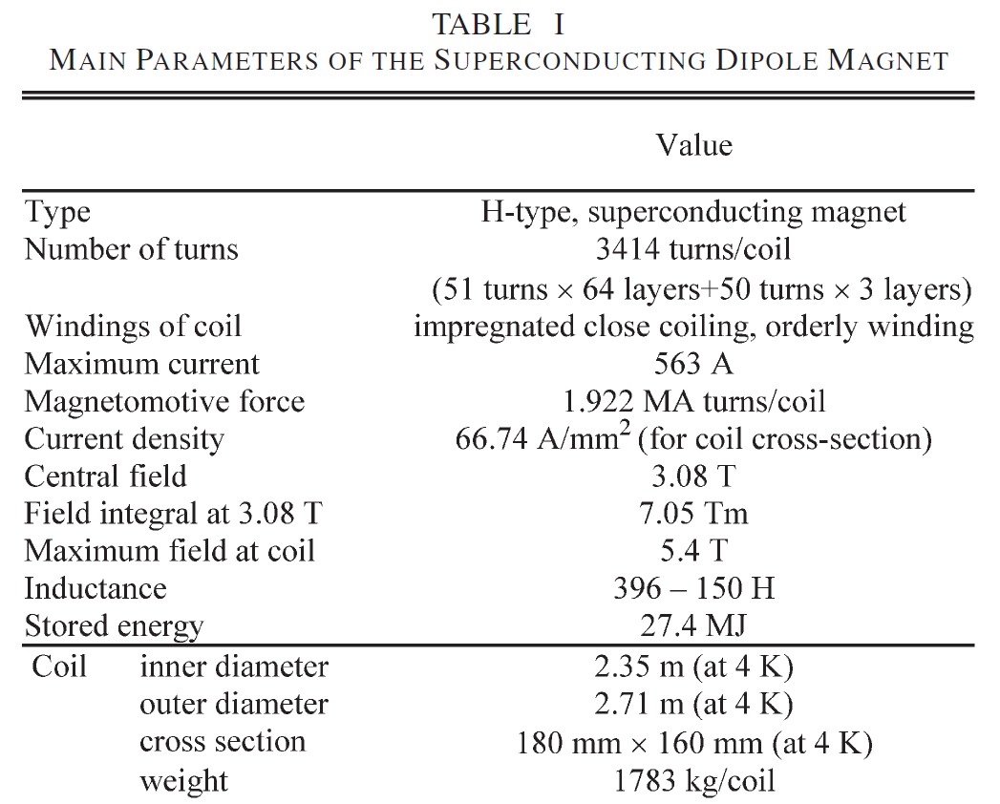 TABLE I
MAIN PARAMETERS OF THE SUPERCONDUCTING DIPOLE MAGNET
Value
Type H-type, superconducting magnet
Number of turns 3414 turns/coil
(51 turns × 64 layers+50 turns × 3 layers)
Windings of coil impregnated close coiling, orderly winding
Maximum current 563 A
Magnetomotive force 1.922 MA turns/coil
Current density 66.74 A/mm² (for coil cross-section)
Central field 3.08 T
Field integral at 3.08 T 7.05 Tm
Maximum field at coil 5.4 T
Inductance 396 – 150 H
Stored energy 27.4 MJ
Coil inner diameter 2.35 m (at 4 K)
outer diameter 2.71 m (at 4 K)
cross section 180 mm × 160 mm (at 4 K)
weight 1783 kg/coil